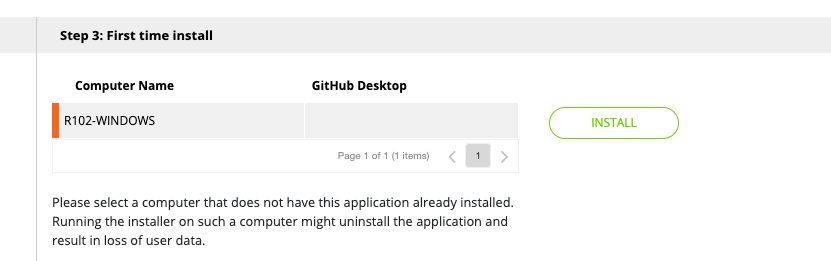 Step 3: First time install
Computer Name GitHub Desktop
R102-WINDOWS
INSTALL
Page 1 of 1 (1 items) 1
Please select a computer that does not have this application already installed.
Running the installer on such a computer might uninstall the application and
result in loss of user data.